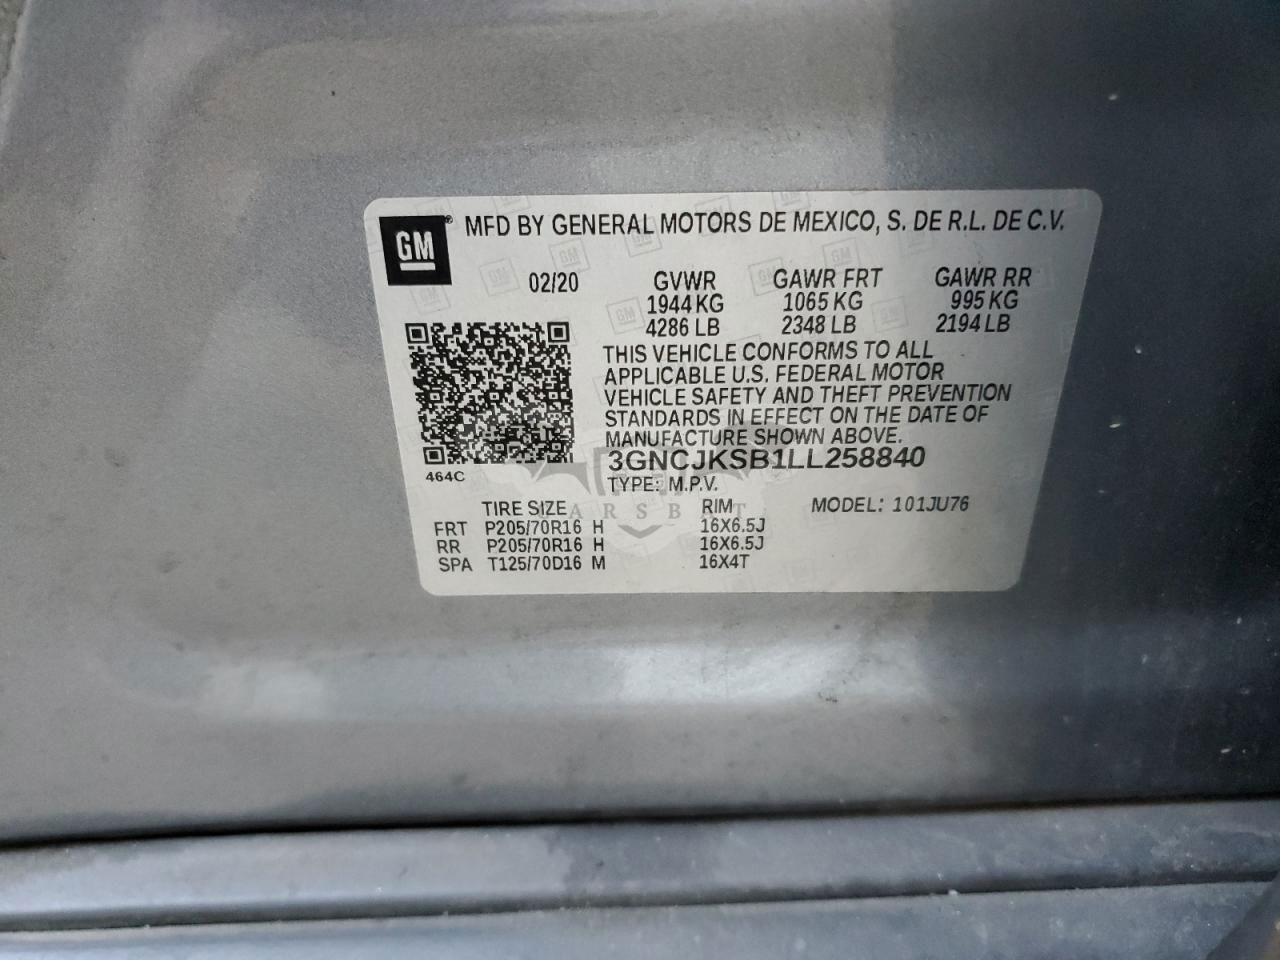 GM
MFD BY GENERAL MOTORS DE MEXICO, S. DE R.L. DE C.V.
02/20 GVWR GAWR FRT GAWR RR
1944 KG 1065 KG 995 KG
4286 LB 2348 LB 2194 LB
THIS VEHICLE CONFORMS TO ALL
APPLICABLE U.S. FEDERAL MOTOR
VEHICLE SAFETY AND THEFT PREVENTION
STANDARDS IN EFFECT ON THE DATE OF
MANUFACTURE SHOWN ABOVE.
3GNCJKSB1LL258840
464C
TYPE: M.P.V.
TIRE SIZE RIM MODEL: 101JU76
CARSBAT
FRT P205/70R16 H 16X6.5J
RR P205/70R16 H 16X6.5J
SPA T125/70D16 M 16X4T